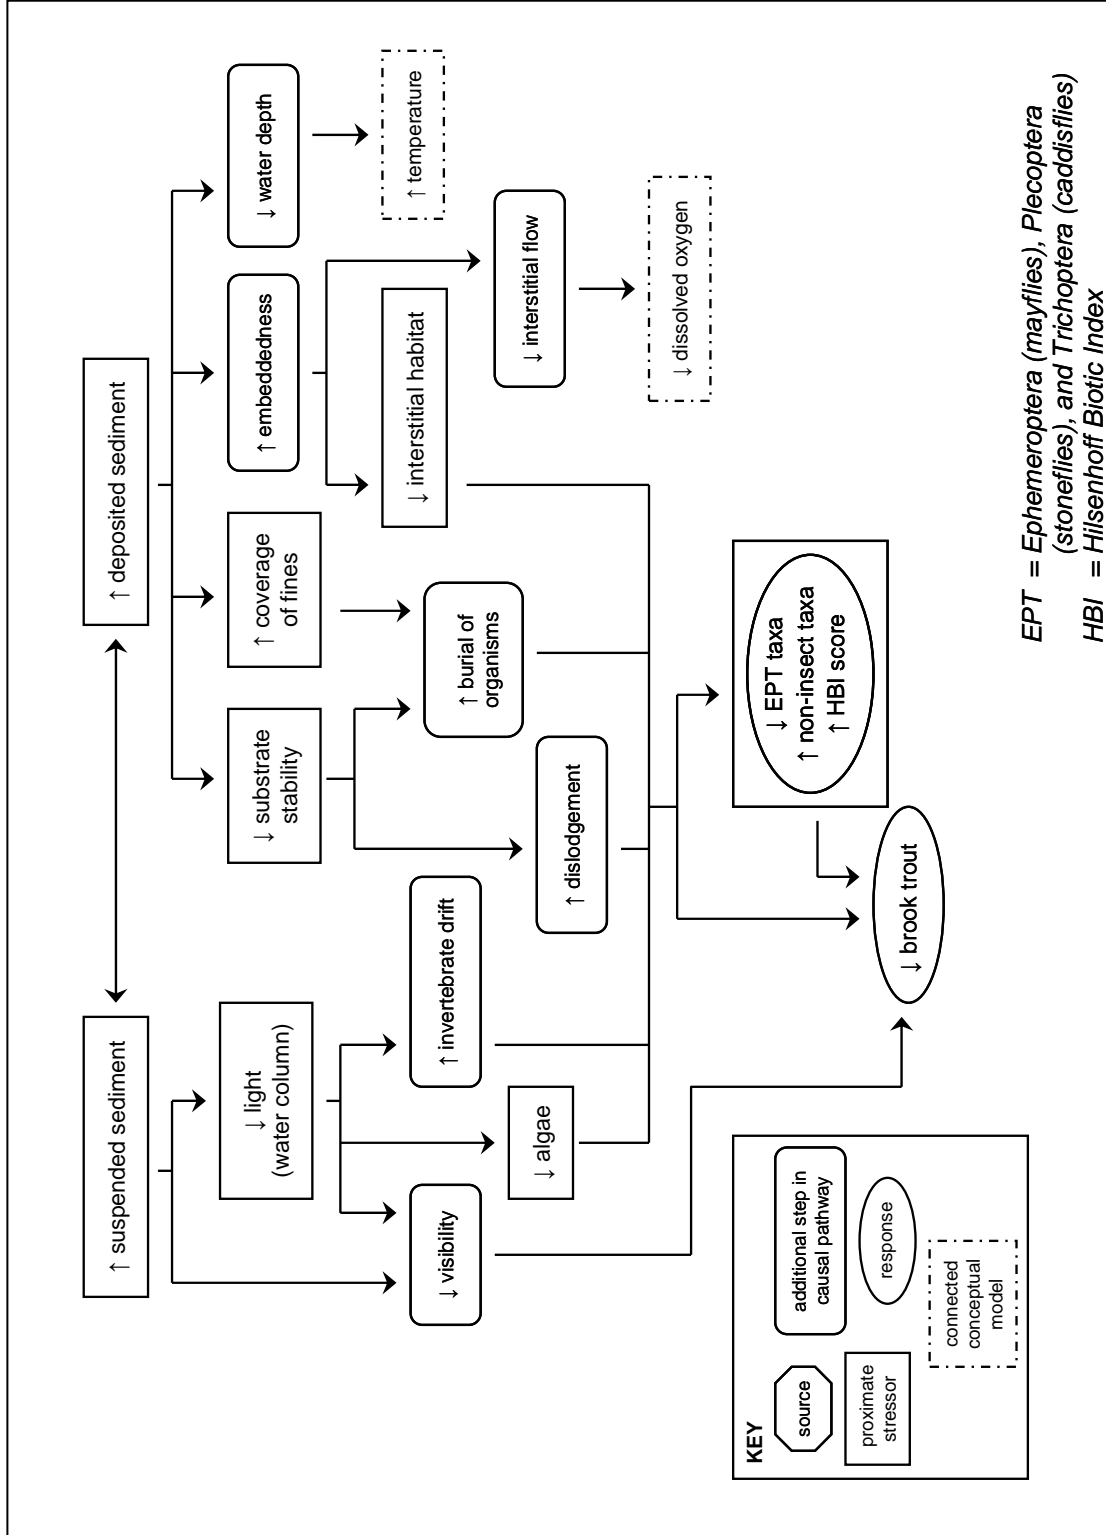 ↑ suspended sediment
↑ deposited sediment
↓ light
(water column)
↓ substrate
stability
↑ coverage
of fines
↑ embeddedness
↓ water depth
↓ visibility
↑ invertebrate drift
↑ burial of
organisms
↓ interstitial habitat
↑ temperature
↓ algae
↑ dislodgement
↓ interstitial flow
↓ dissolved oxygen
↓ EPT taxa
↑ non-insect taxa
↑ HBI score
↓ brook trout
KEY
source
additional step in
causal pathway
proximate
stressor
response
connected
conceptual
model
EPT = Ephemeroptera (mayflies), Plecoptera
(stoneflies), and Trichoptera (caddisflies)
HBI = Hilsenhoff Biotic Index